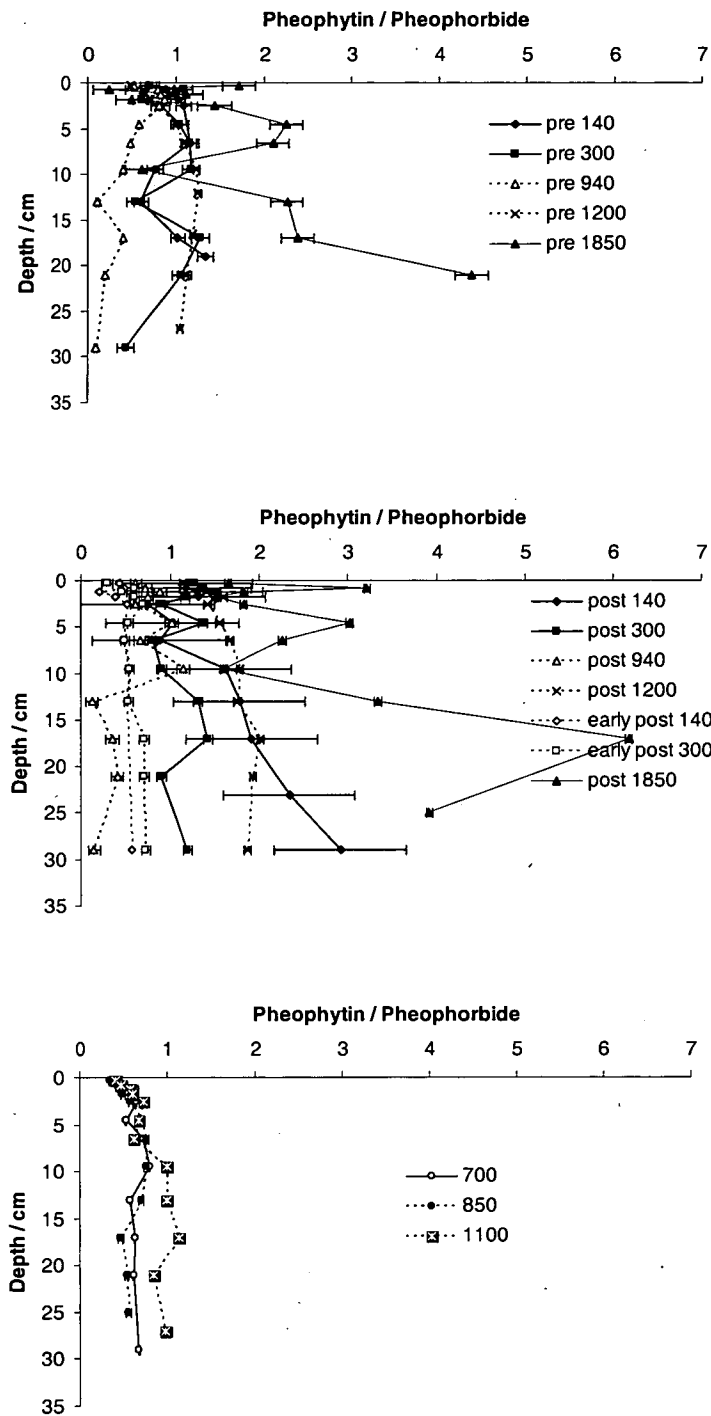 Pheophytin / Pheophorbide
0 1 2 3 4 5 6 7
0
5
10
15
20
25
30
35
Depth / cm
pre 140
pre 300
pre 940
pre 1200
pre 1850
Pheophytin / Pheophorbide
0 1 2 3 4 5 6 7
0
5
10
15
20
25
30
35
Depth / cm
post 140
post 300
post 940
post 1200
early post 140
early post 300
post 1850
Pheophytin / Pheophorbide
0 1 2 3 4 5 6 7
0
5
10
15
20
25
30
35
Depth / cm
700
850
1100